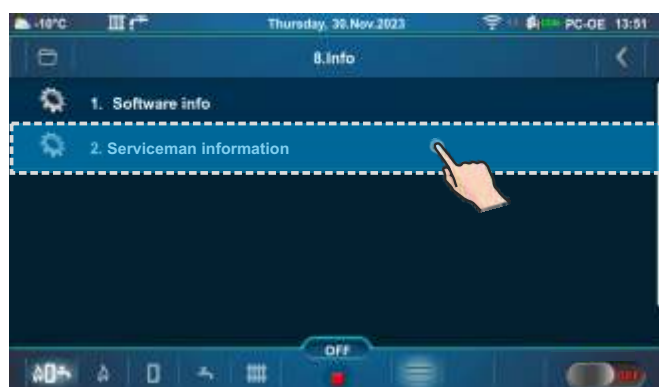 -10°C Thursday, 30.Nov.2023 PC-OE 13:51
8.Info
1. Software info
2. Serviceman information
OFF
OFF